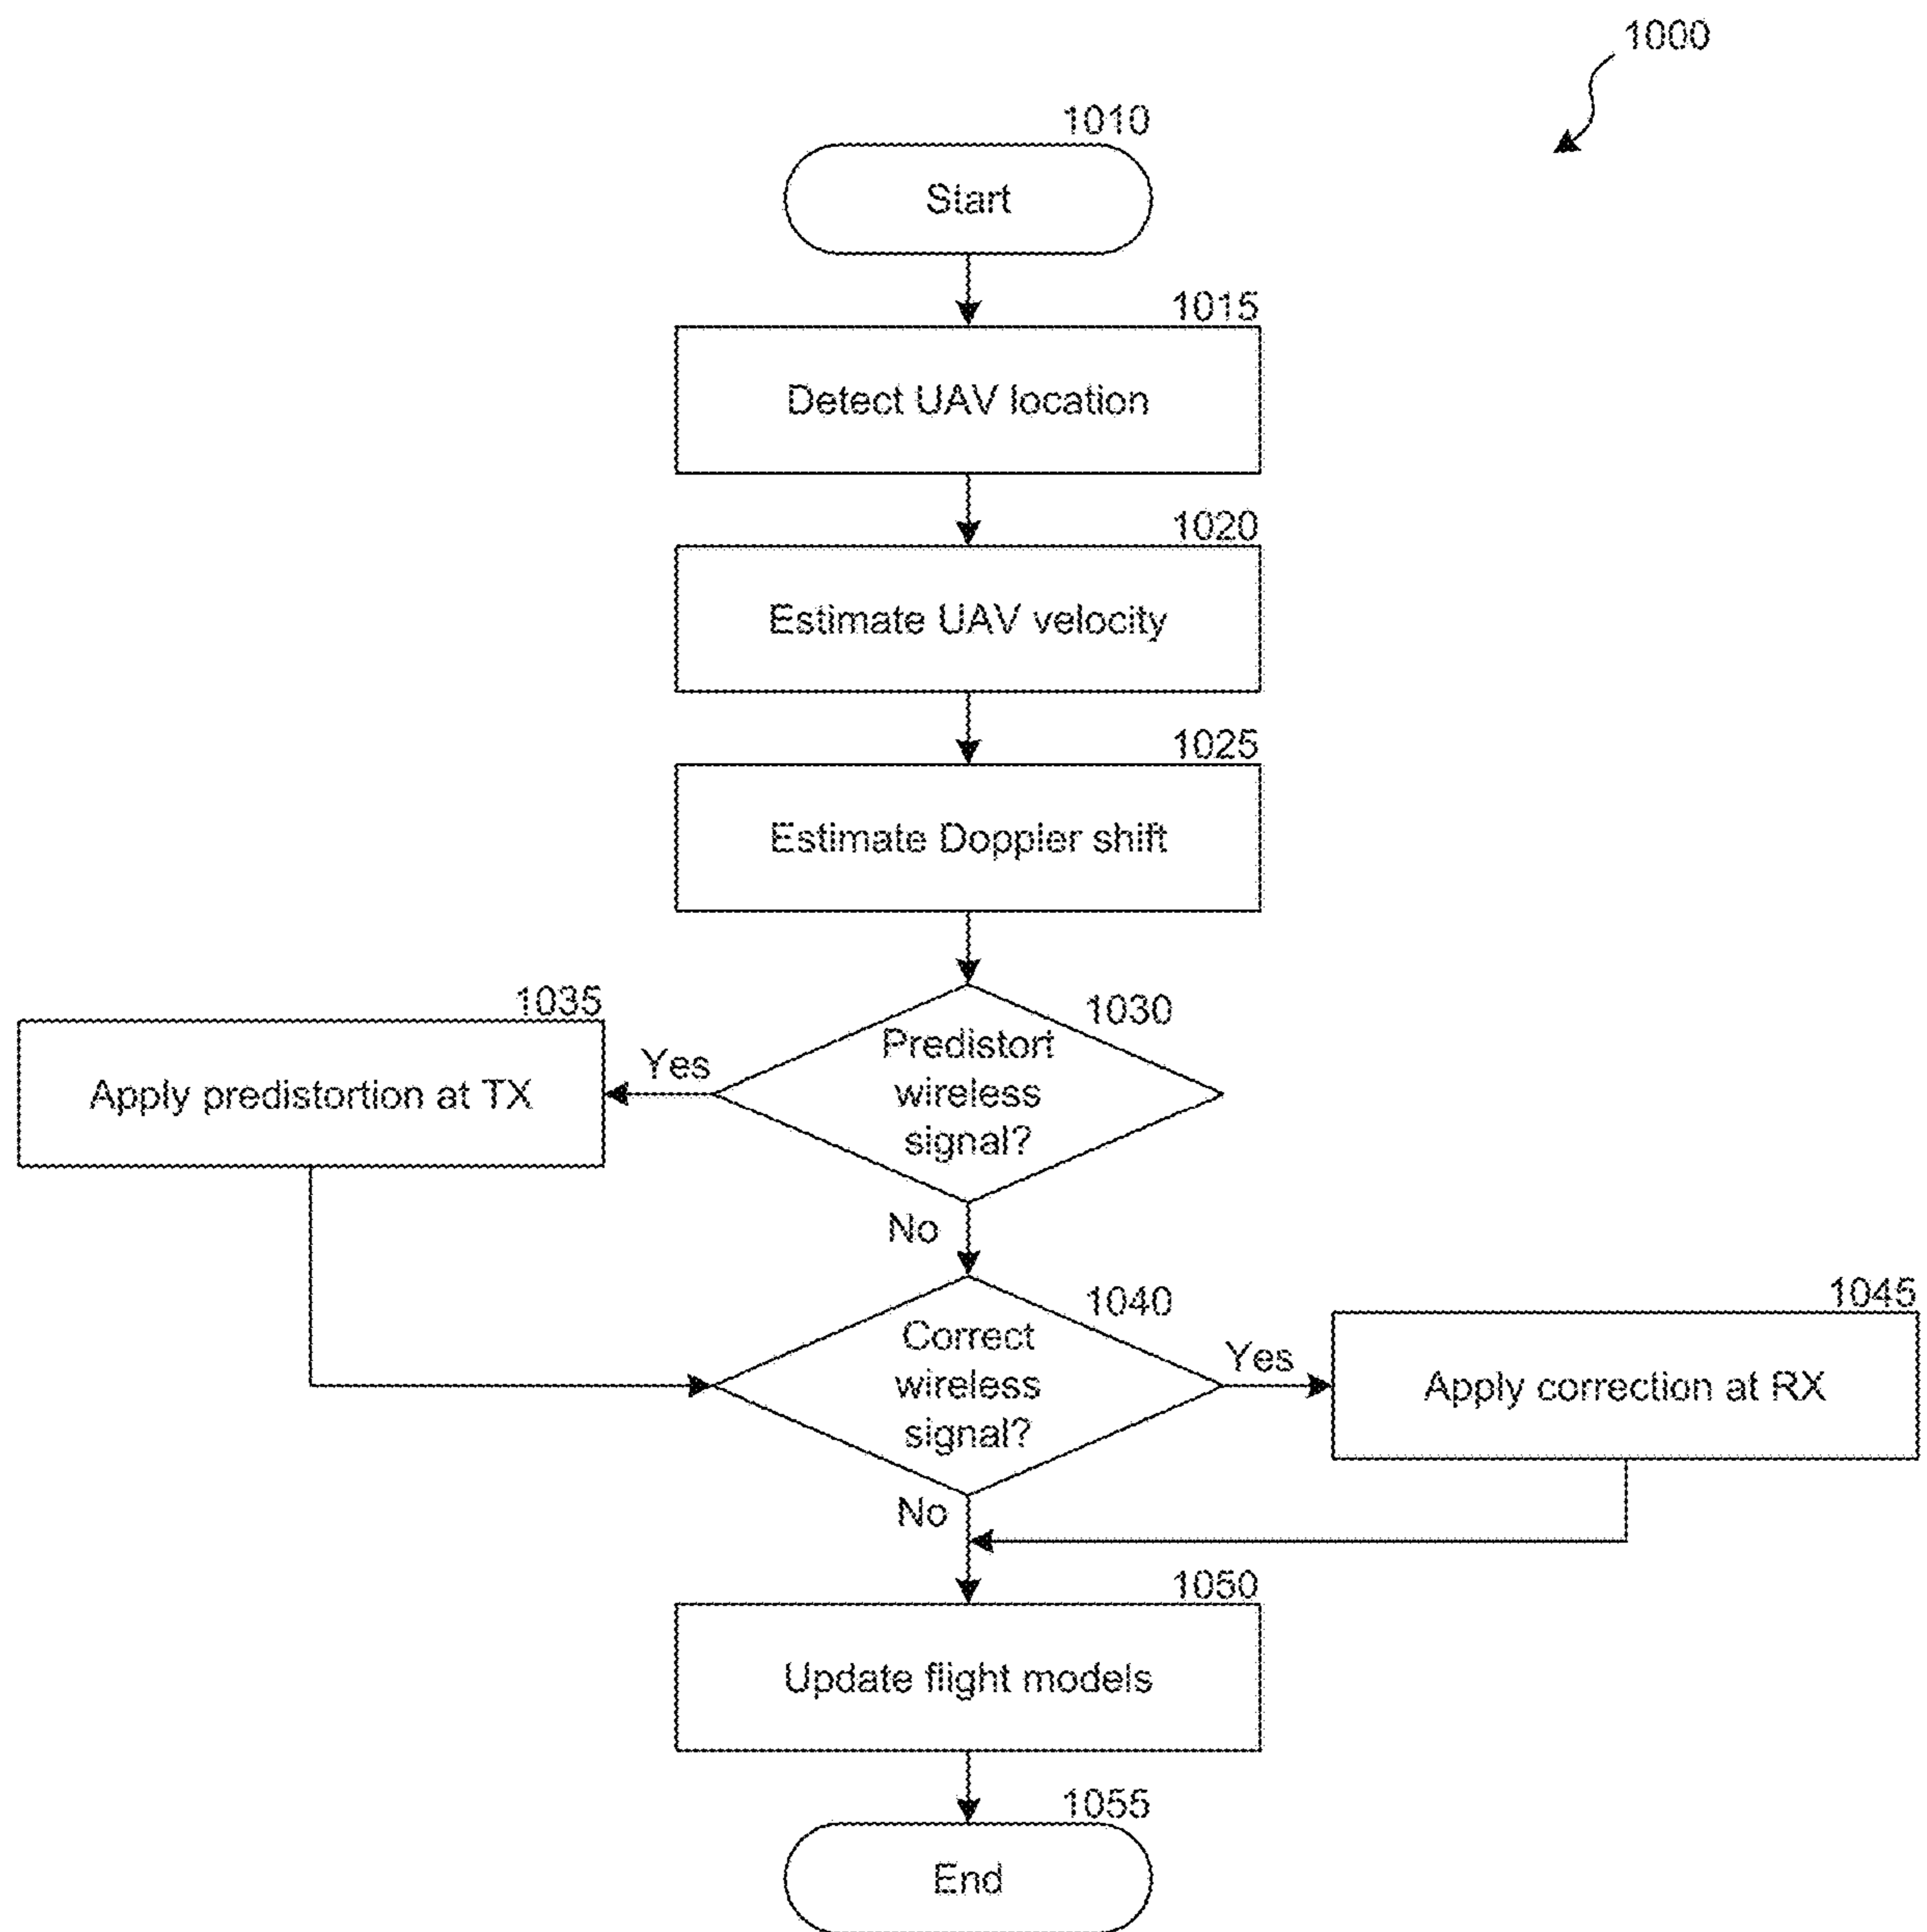 1000
1010
Start
1015
Detect UAV location
1020
Estimate UAV velocity
1025
Estimate Doppler shift
1030
Predistort
wireless
signal?
Yes
1035
Apply predistortion at TX
No
1040
Correct
wireless
signal?
Yes
1045
Apply correction at RX
No
1050
Update flight models
1055
End